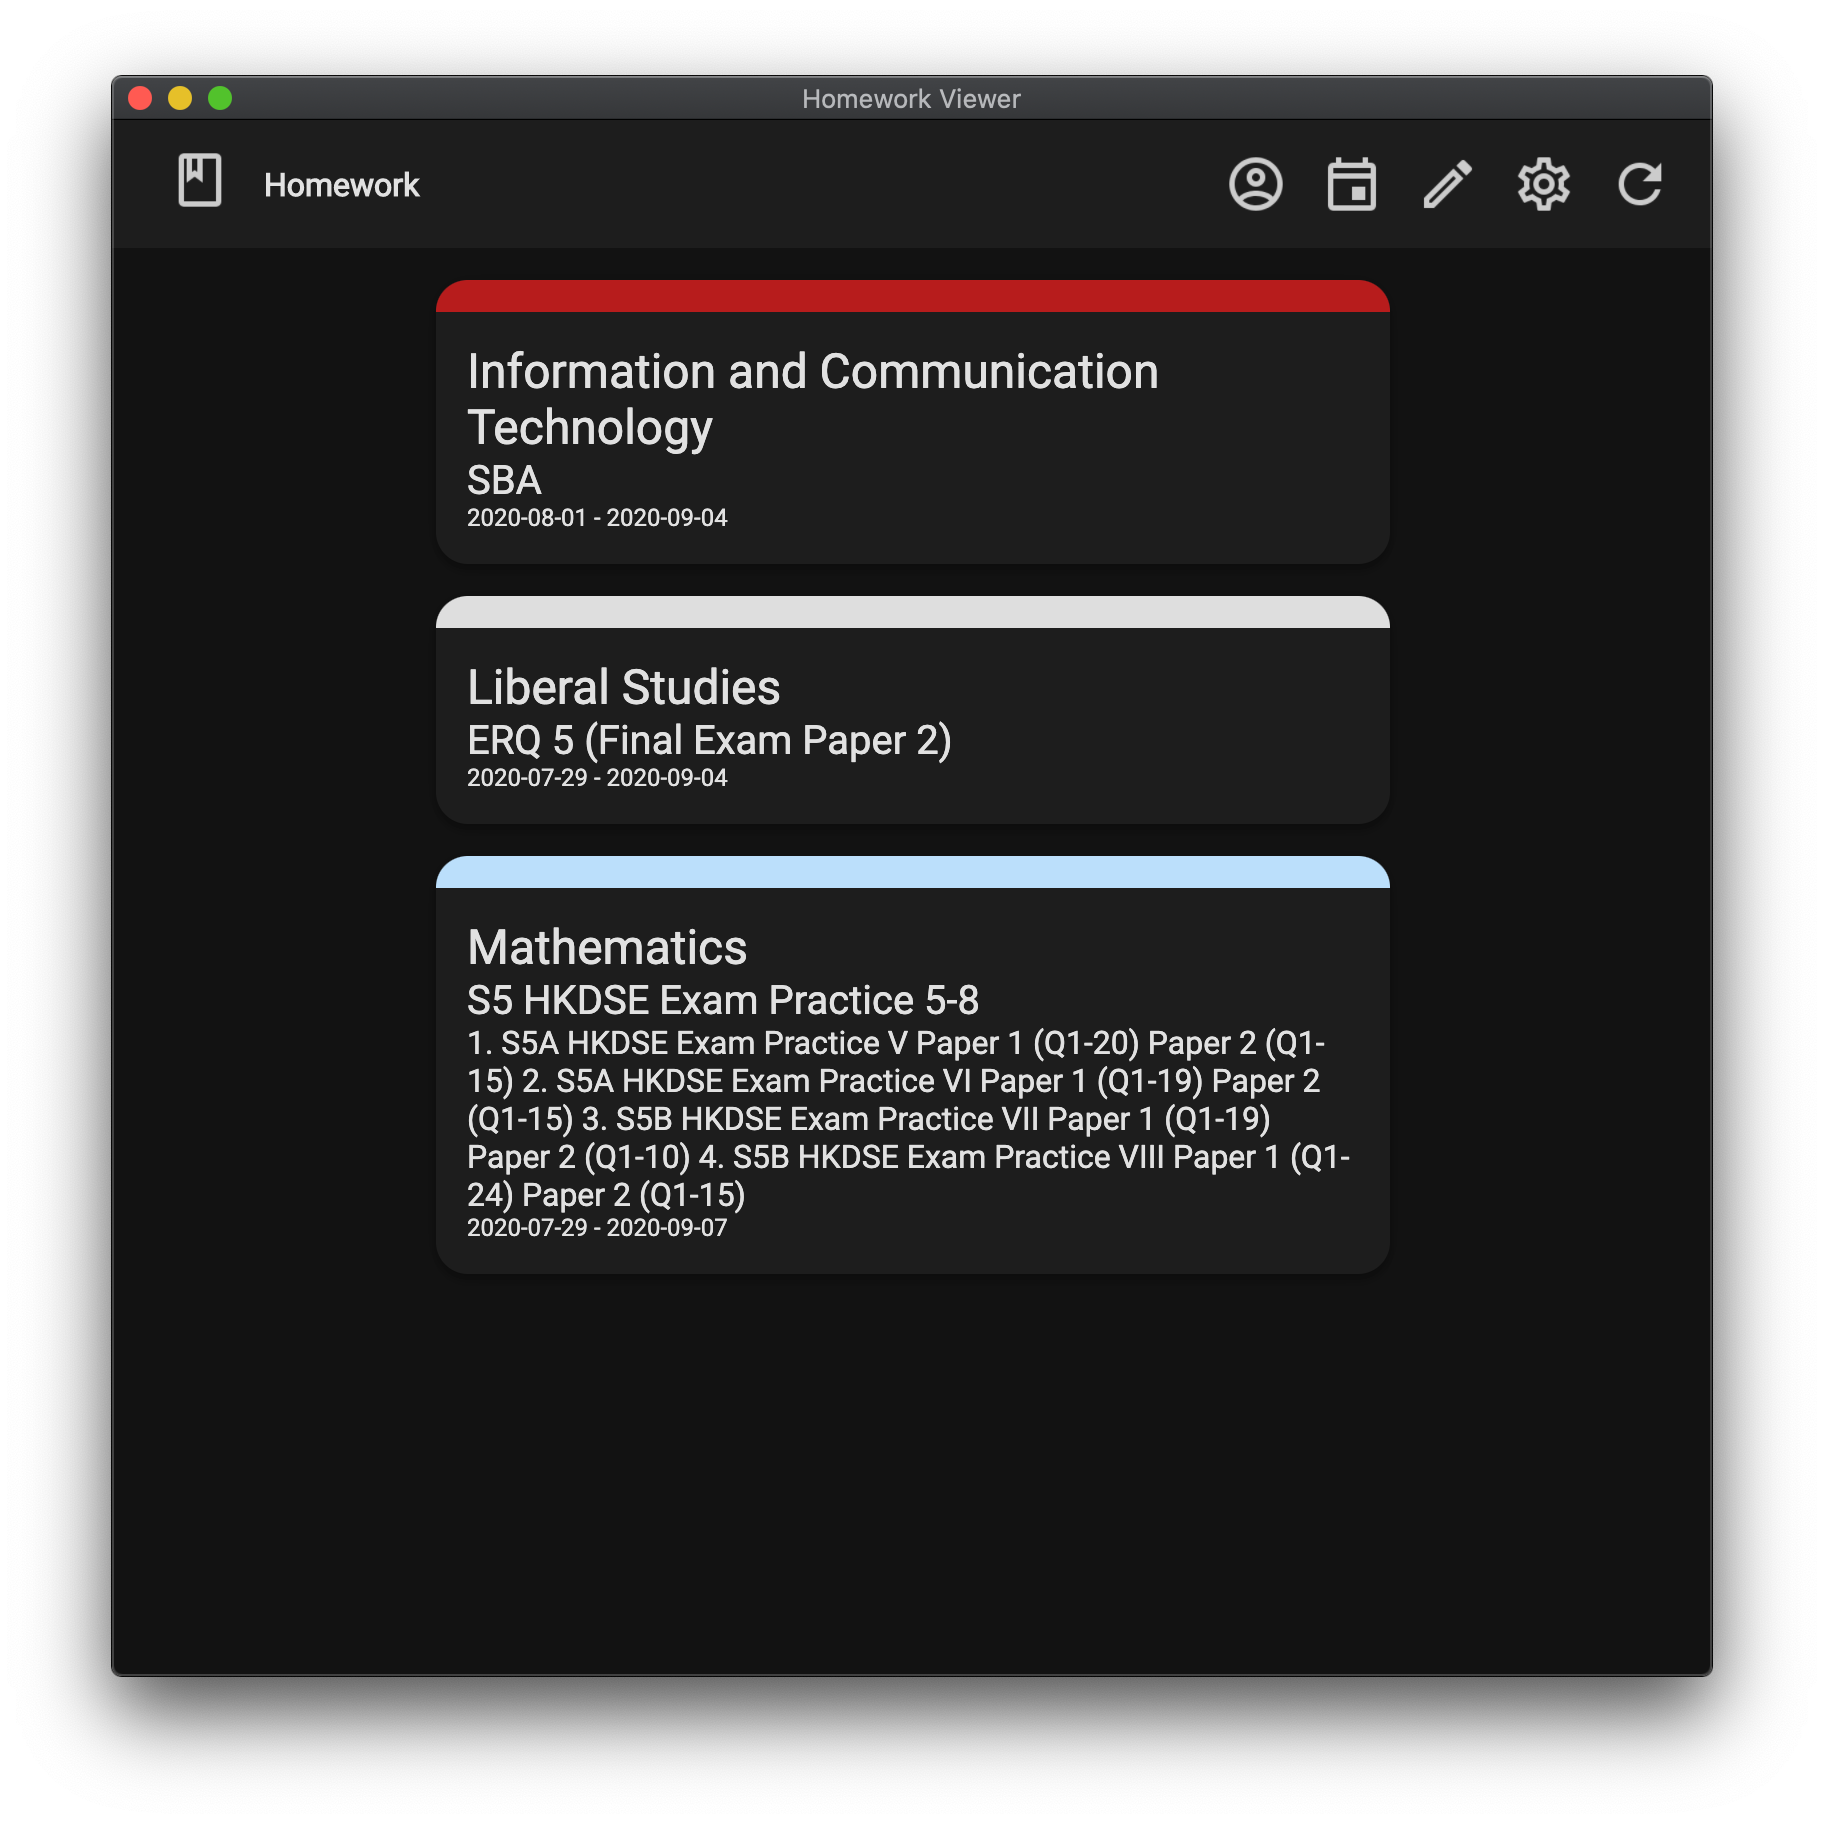 Homework Viewer
Homework
Information and Communication
Technology
SBA
2020-08-01 - 2020-09-04
Liberal Studies
ERQ 5 (Final Exam Paper 2)
2020-07-29 - 2020-09-04
Mathematics
S5 HKDSE Exam Practice 5-8
1. S5A HKDSE Exam Practice V Paper 1 (Q1-20) Paper 2 (Q1-
15) 2. S5A HKDSE Exam Practice VI Paper 1 (Q1-19) Paper 2
(Q1-15) 3. S5B HKDSE Exam Practice VII Paper 1 (Q1-19)
Paper 2 (Q1-10) 4. S5B HKDSE Exam Practice VIII Paper 1 (Q1-
24) Paper 2 (Q1-15)
2020-07-29 - 2020-09-07